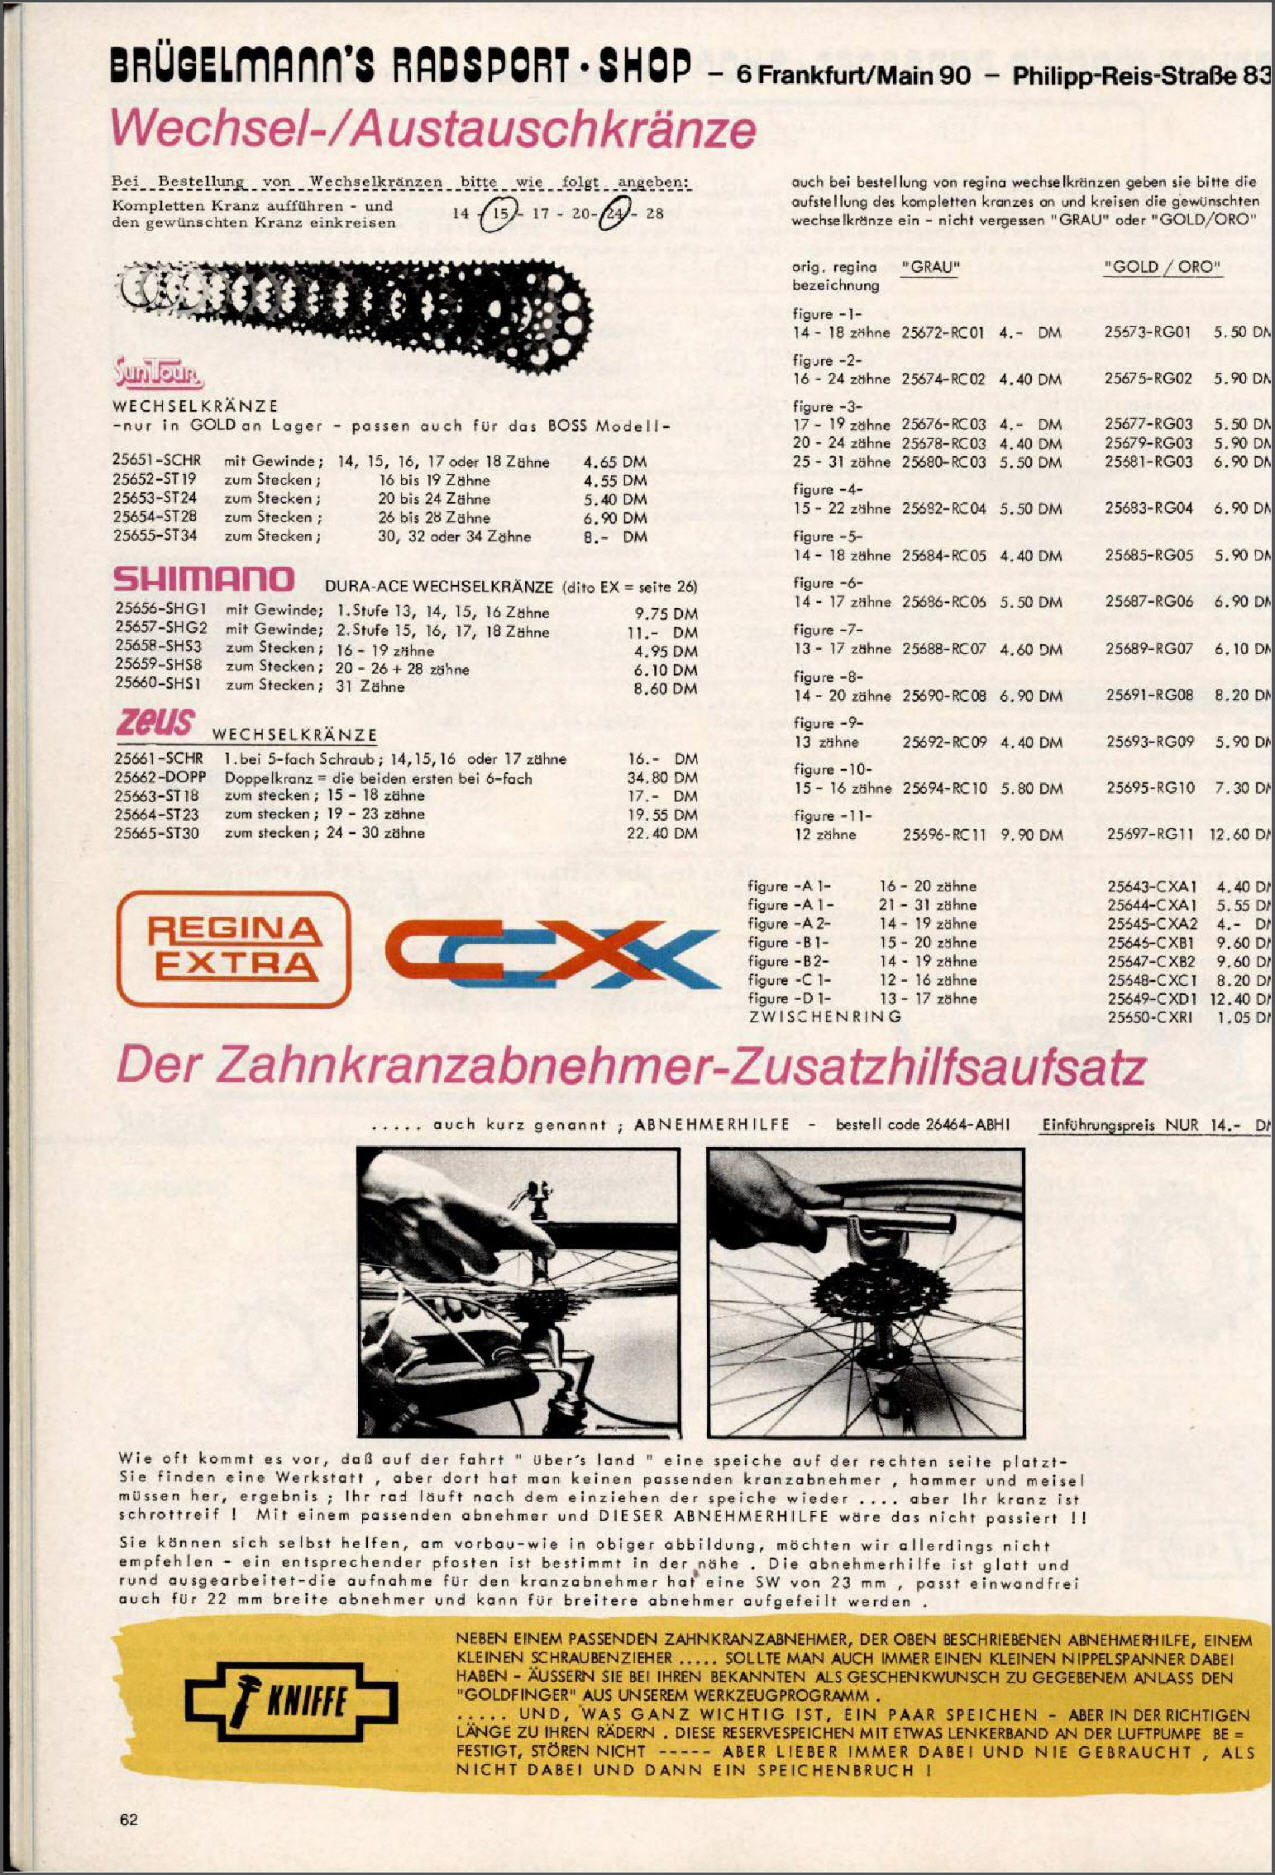 BRÜGELMANN'S RADSPORT · SHOP – 6 Frankfurt/Main 90 – Philipp-Reis-Straße 83
Wechsel-/Austauschkränze
Bei Bestellung von Wechselkränzen bitte wie folgt angeben:
Kompletten Kranz aufführen - und
den gewünschten Kranz einkreisen
14 - 15 - 17 - 20 - 24 - 28
SunTour
WECHSELKRÄNZE
-nur in GOLD an Lager - passen auch für das BOSS Modell-
25651-SCHR mit Gewinde; 14, 15, 16, 17 oder 18 Zähne 4.65 DM
25652-ST19 zum Stecken; 16 bis 19 Zähne 4.55 DM
25653-ST24 zum Stecken; 20 bis 24 Zähne 5.40 DM
25654-ST28 zum Stecken; 26 bis 28 Zähne 6.90 DM
25655-ST34 zum Stecken; 30, 32 oder 34 Zähne 8.- DM
SHIMANO DURA-ACE WECHSELKRÄNZE (dito EX = seite 26)
25656-SHG1 mit Gewinde; 1.Stufe 13, 14, 15, 16 Zähne 9.75 DM
25657-SHG2 mit Gewinde; 2.Stufe 15, 16, 17, 18 Zähne 11.- DM
25658-SHS3 zum Stecken; 16 - 19 zähne 4.95 DM
25659-SHS8 zum Stecken; 20 - 26 + 28 zähne 6.10 DM
25660-SHS1 zum Stecken; 31 Zähne 8.60 DM
zeus WECHSELKRÄNZE
25661-SCHR 1.bei 5-fach Schraub; 14,15,16 oder 17 zähne 16.- DM
25662-DOPP Doppelkranz = die beiden ersten bei 6-fach 34.80 DM
25663-ST18 zum stecken; 15 - 18 zähne 17.- DM
25664-ST23 zum stecken; 19 - 23 zähne 19.55 DM
25665-ST30 zum stecken; 24 - 30 zähne 22.40 DM
auch bei bestellung von regina wechselkränzen geben sie bitte die
aufstellung des kompletten kranzes an und kreisen die gewünschten
wechselkränze ein - nicht vergessen "GRAU" oder "GOLD/ORO"
orig. regina "GRAU" "GOLD / ORO"
bezeichnung
figure -1-
14 - 18 zähne 25672-RC01 4.- DM 25673-RG01 5.50 DM
figure -2-
16 - 24 zähne 25674-RC02 4.40 DM 25675-RG02 5.90 DM
figure -3-
17 - 19 zähne 25676-RC03 4.- DM 25677-RG03 5.50 DM
20 - 24 zähne 25678-RC03 4.40 DM 25679-RG03 5.90 DM
25 - 31 zähne 25680-RC03 5.50 DM 25681-RG03 6.90 DM
figure -4-
15 - 22 zähne 25682-RC04 5.50 DM 25683-RG04 6.90 DM
figure -5-
14 - 18 zähne 25684-RC05 4.40 DM 25685-RG05 5.90 DM
figure -6-
14 - 17 zähne 25686-RC06 5.50 DM 25687-RG06 6.90 DM
figure -7-
13 - 17 zähne 25688-RC07 4.60 DM 25689-RG07 6.10 DM
figure -8-
14 - 20 zähne 25690-RC08 6.90 DM 25691-RG08 8.20 DM
figure -9-
13 zähne 25692-RC09 4.40 DM 25693-RG09 5.90 DM
figure -10-
15 - 16 zähne 25694-RC10 5.80 DM 25695-RG10 7.30 DM
figure -11-
12 zähne 25696-RC11 9.90 DM 25697-RG11 12.60 DM
REGINA
EXTRA
CX
figure -A1- 16 - 20 zähne 25643-CXA1 4.40 DM
figure -A1- 21 - 31 zähne 25644-CXA1 5.55 DM
figure -A2- 14 - 19 zähne 25645-CXA2 4.- DM
figure -B1- 15 - 20 zähne 25646-CXB1 9.60 DM
figure -B2- 14 - 19 zähne 25647-CXB2 9.60 DM
figure -C1- 12 - 16 zähne 25648-CXC1 8.20 DM
figure -D1- 13 - 17 zähne 25649-CXD1 12.40 DM
ZWISCHENRING 25650-CXRI 1.05 DM
Der Zahnkranzabnehmer-Zusatzhilfsaufsatz
..... auch kurz genannt ; ABNEHMERHILFE - bestell code 26464-ABHI Einführungspreis NUR 14.- DM
Wie oft kommt es vor, daß auf der fahrt " über's land " eine speiche auf der rechten seite platzt-
Sie finden eine Werkstatt , aber dort hat man keinen passenden kranzabnehmer , hammer und meisel
müssen her, ergebnis ; Ihr rad läuft nach dem einziehen der speiche wieder .... aber Ihr kranz ist
schrottreif ! Mit einem passenden abnehmer und DIESER ABNEHMERHILFE wäre das nicht passiert !!
Sie können sich selbst helfen, am vorbau-wie in obiger abbildung, möchten wir allerdings nicht
empfehlen - ein entsprechender pfosten ist bestimmt in der nähe . Die abnehmerhilfe ist glatt und
rund ausgearbeitet-die aufnahme für den kranzabnehmer hat eine SW von 23 mm , passt einwandfrei
auch für 22 mm breite abnehmer und kann für breitere abnehmer aufgefeilt werden .
KNIFFE
NEBEN EINEM PASSENDEN ZAHNKRANZABNEHMER, DER OBEN BESCHRIEBENEN ABNEHMERHILFE, EINEM
KLEINEN SCHRAUBENZIEHER ..... SOLLTE MAN AUCH IMMER EINEN KLEINEN NIPPELSPANNER DABEI
HABEN - ÄUSSERN SIE BEI IHREN BEKANNTEN ALS GESCHENKWUNSCH ZU GEGEBENEM ANLASS DEN
"GOLDFINGER" AUS UNSEREM WERKZEUGPROGRAMM .
..... UND, WAS GANZ WICHTIG IST, EIN PAAR SPEICHEN - ABER IN DER RICHTIGEN
LÄNGE ZU IHREN RÄDERN . DIESE RESERVESPEICHEN MIT ETWAS LENKERBAND AN DER LUFTPUMPE BE =
FESTIGT, STÖREN NICHT ----- ABER LIEBER IMMER DABEI UND NIE GEBRAUCHT , ALS
NICHT DABEI UND DANN EIN SPEICHENBRUCH !
62